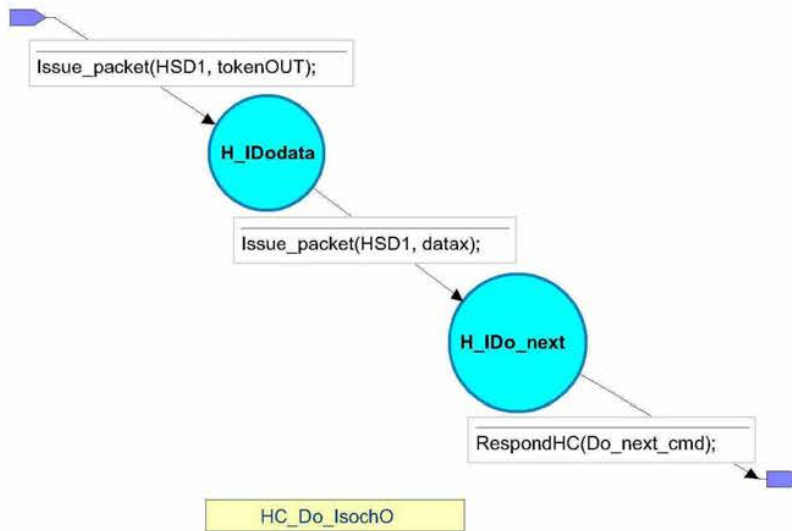 Issue_packet(HSD1, tokenOUT);
H_IDodata
Issue_packet(HSD1, datax);
H_IDo_next
RespondHC(Do_next_cmd);
HC_Do_IsochO